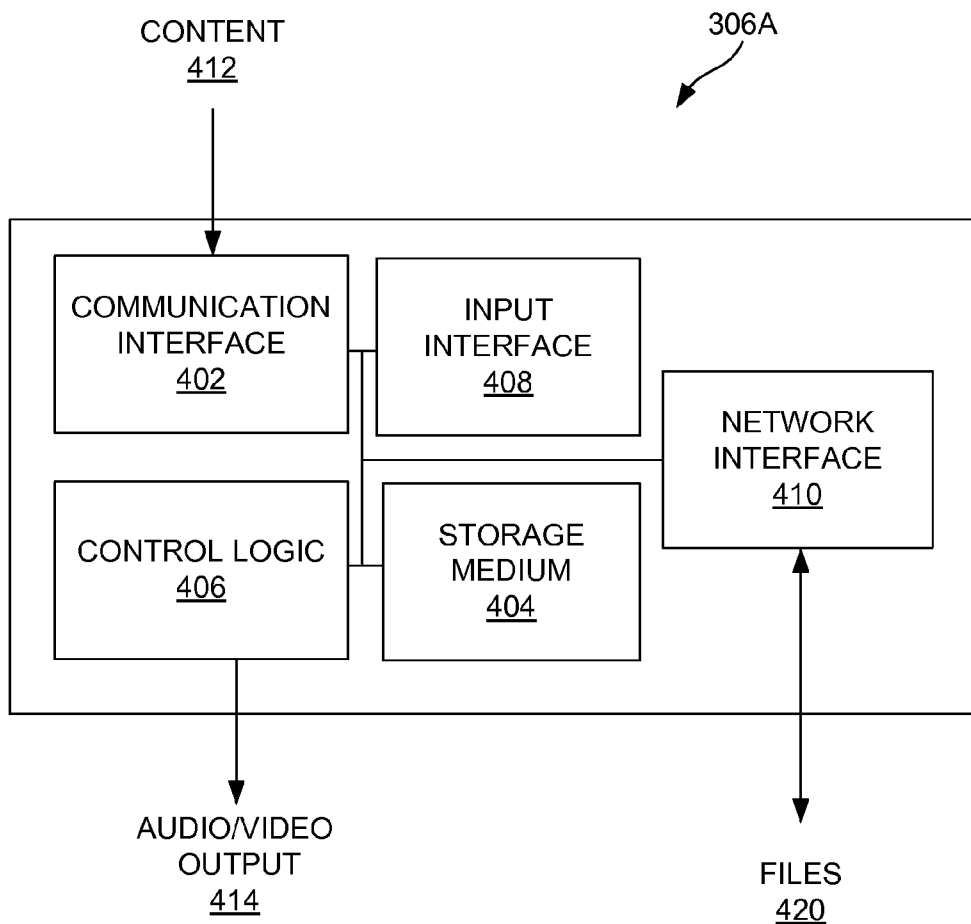 CONTENT
412
306A
COMMUNICATION
INTERFACE
402
INPUT
INTERFACE
408
NETWORK
INTERFACE
410
CONTROL LOGIC
406
STORAGE
MEDIUM
404
AUDIO/VIDEO
OUTPUT
414
FILES
420